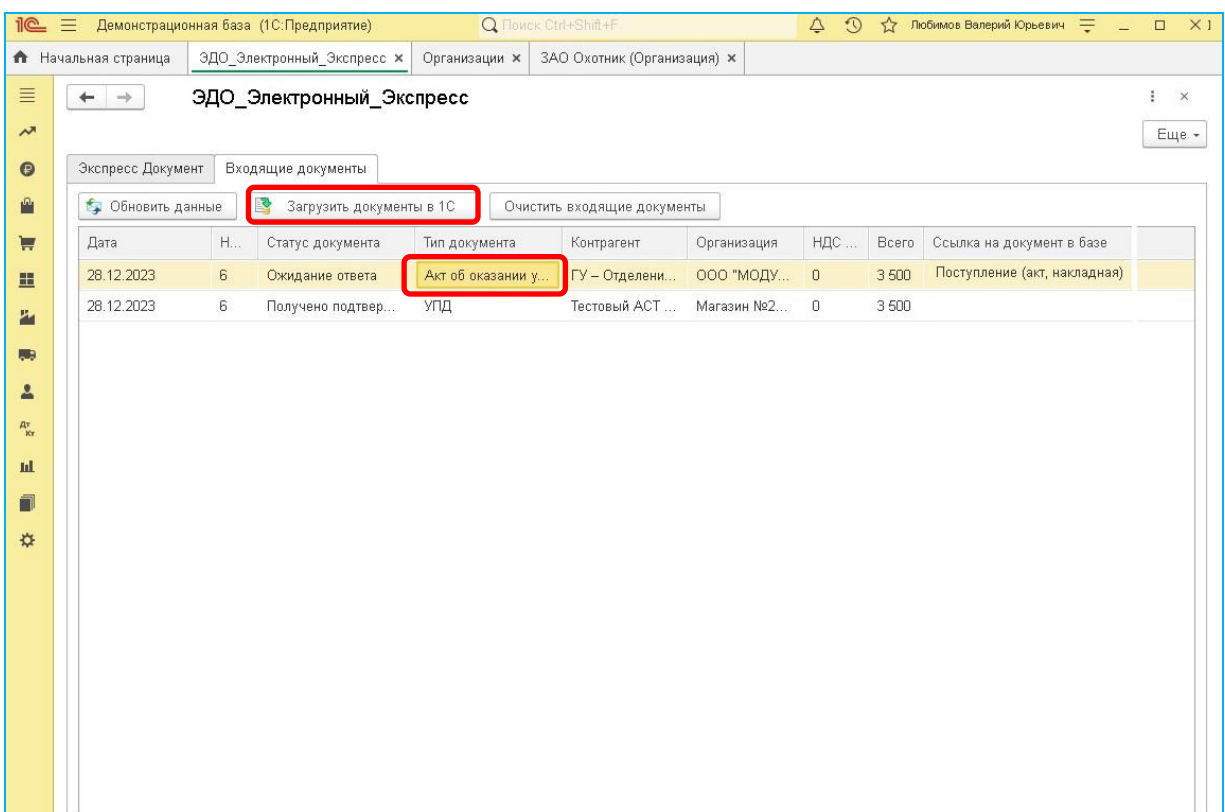 1С Демонстрационная база (1С:Предприятие) Поиск Ctrl+Shift+F Любимов Валерий Юрьевич
Начальная страница ЭДО_Электронный_Экспресс × Организации × ЗАО Охотник (Организация) ×
ЭДО_Электронный_Экспресс
Еще
Экспресс Документ Входящие документы
Обновить данные Загрузить документы в 1С Очистить входящие документы
Дата Н... Статус документа Тип документа Контрагент Организация НДС ... Всего Ссылка на документ в базе
28.12.2023 6 Ожидание ответа Акт об оказании у... ГУ – Отделени... ООО "МОДУ... 0 3 500 Поступление (акт, накладная)
28.12.2023 6 Получено подтвер... УПД Тестовый АСТ ... Магазин №2... 0 3 500
Дт
Кт